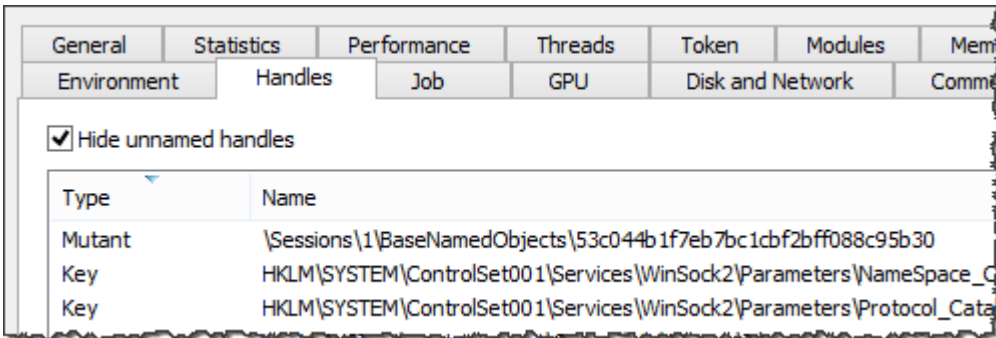 General Statistics Performance Threads Token Modules
Environment Handles Job GPU Disk and Network
Hide unnamed handles
Type Name
Mutant \Sessions\1\BaseNamedObjects\53c044b1f7eb7bc1cbf2bff088c95b30
Key HKLM\SYSTEM\ControlSet001\Services\WinSock2\Parameters\NameSpace_C
Key HKLM\SYSTEM\ControlSet001\Services\WinSock2\Parameters\Protocol_Cata